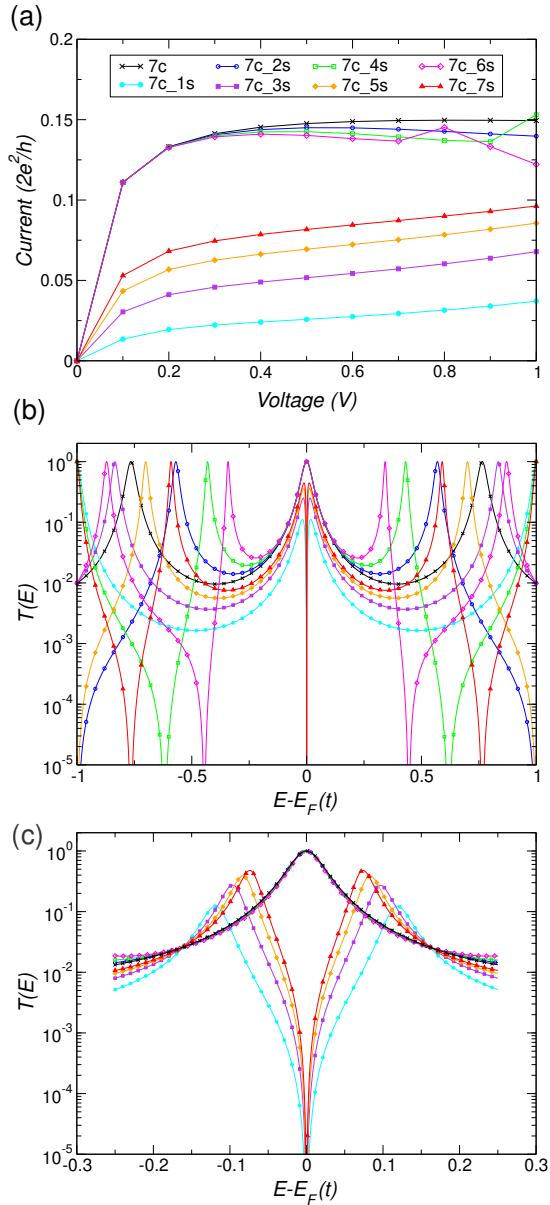 (a)
0.2
0.15
0.1
0.05
0
Current (2e²/h)
7c 7c_2s 7c_4s 7c_6s
7c_1s 7c_3s 7c_5s 7c_7s
0 0.2 0.4 0.6 0.8 1
Voltage (V)
(b)
10⁰
10⁻¹
10⁻²
10⁻³
10⁻⁴
10⁻⁵
T(E)
-1 -0.5 0 0.5 1
E-E_F(t)
(c)
10⁰
10⁻¹
10⁻²
10⁻³
10⁻⁴
10⁻⁵
T(E)
-0.3 -0.2 -0.1 0 0.1 0.2 0.3
E-E_F(t)